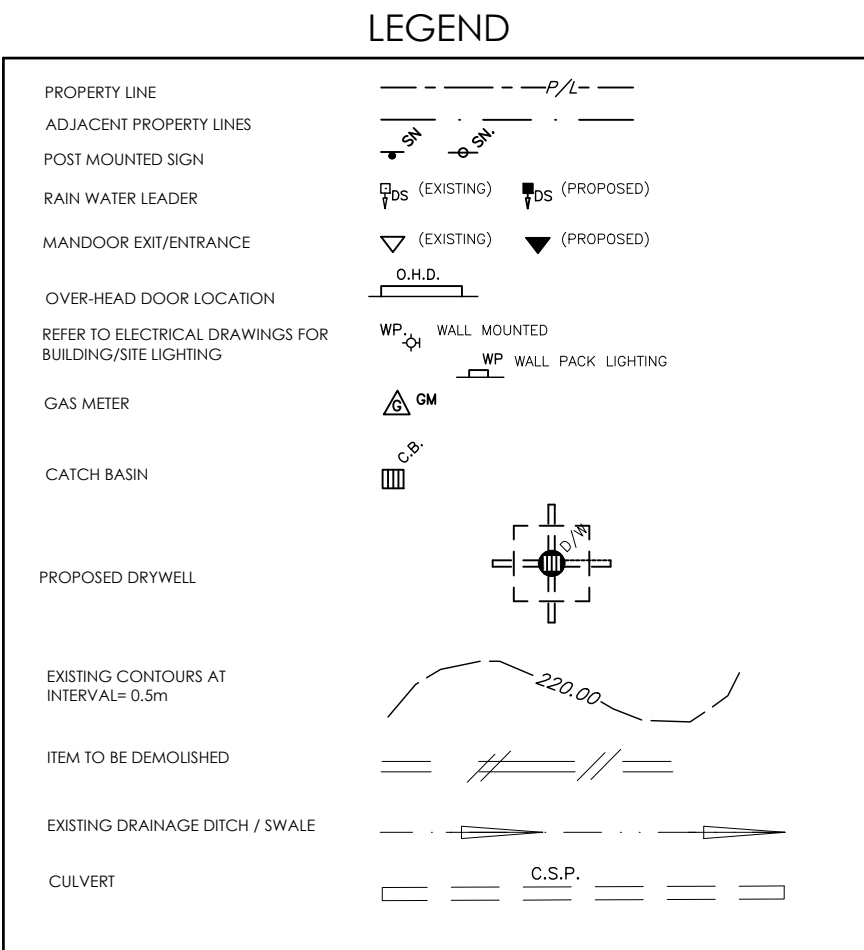 LEGEND
PROPERTY LINE
P/L
ADJACENT PROPERTY LINES
POST MOUNTED SIGN
SN
SN.
RAIN WATER LEADER
DS (EXISTING)
DS (PROPOSED)
MANDOOR EXIT/ENTRANCE
(EXISTING)
(PROPOSED)
OVER-HEAD DOOR LOCATION
O.H.D.
REFER TO ELECTRICAL DRAWINGS FOR
BUILDING/SITE LIGHTING
WP. WALL MOUNTED
WP WALL PACK LIGHTING
GAS METER
G GM
CATCH BASIN
C.B.
PROPOSED DRYWELL
D/W
EXISTING CONTOURS AT
INTERVAL= 0.5m
220.00
ITEM TO BE DEMOLISHED
EXISTING DRAINAGE DITCH / SWALE
CULVERT
C.S.P.